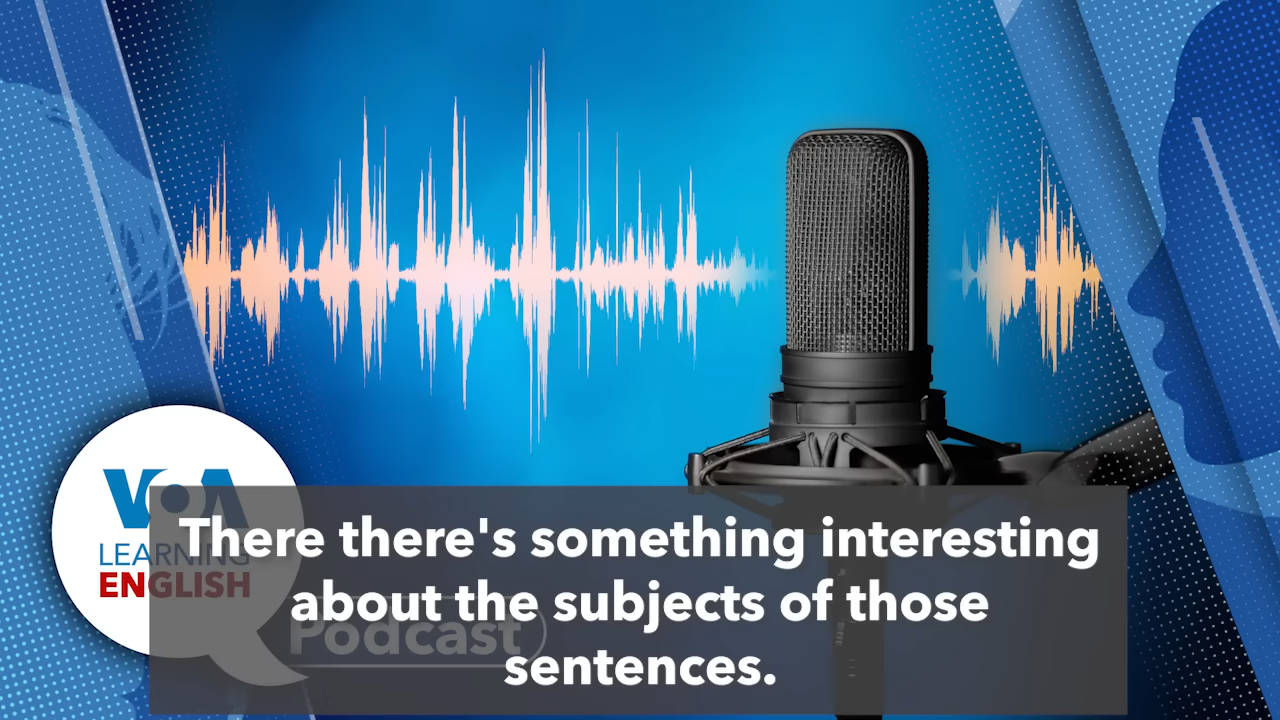 VOA
LEARNING
ENGLISH
Podcast
There there's something interesting
about the subjects of those
sentences.